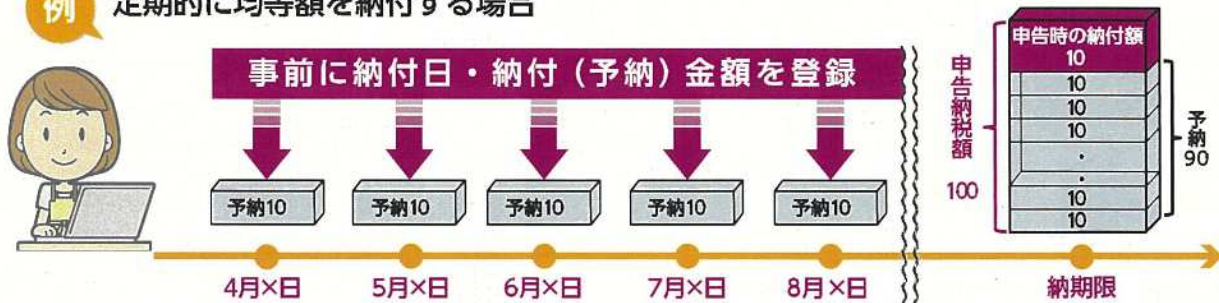 例
定期的に均等額を納付する場合
事前に納付日・納付（予納）金額を登録
予納10
予納10
予納10
予納10
予納10
4月×日
5月×日
6月×日
7月×日
8月×日
申告納税額
100
申告時の納付額
10
10
10
10
・
・
10
10
予納
90
納期限